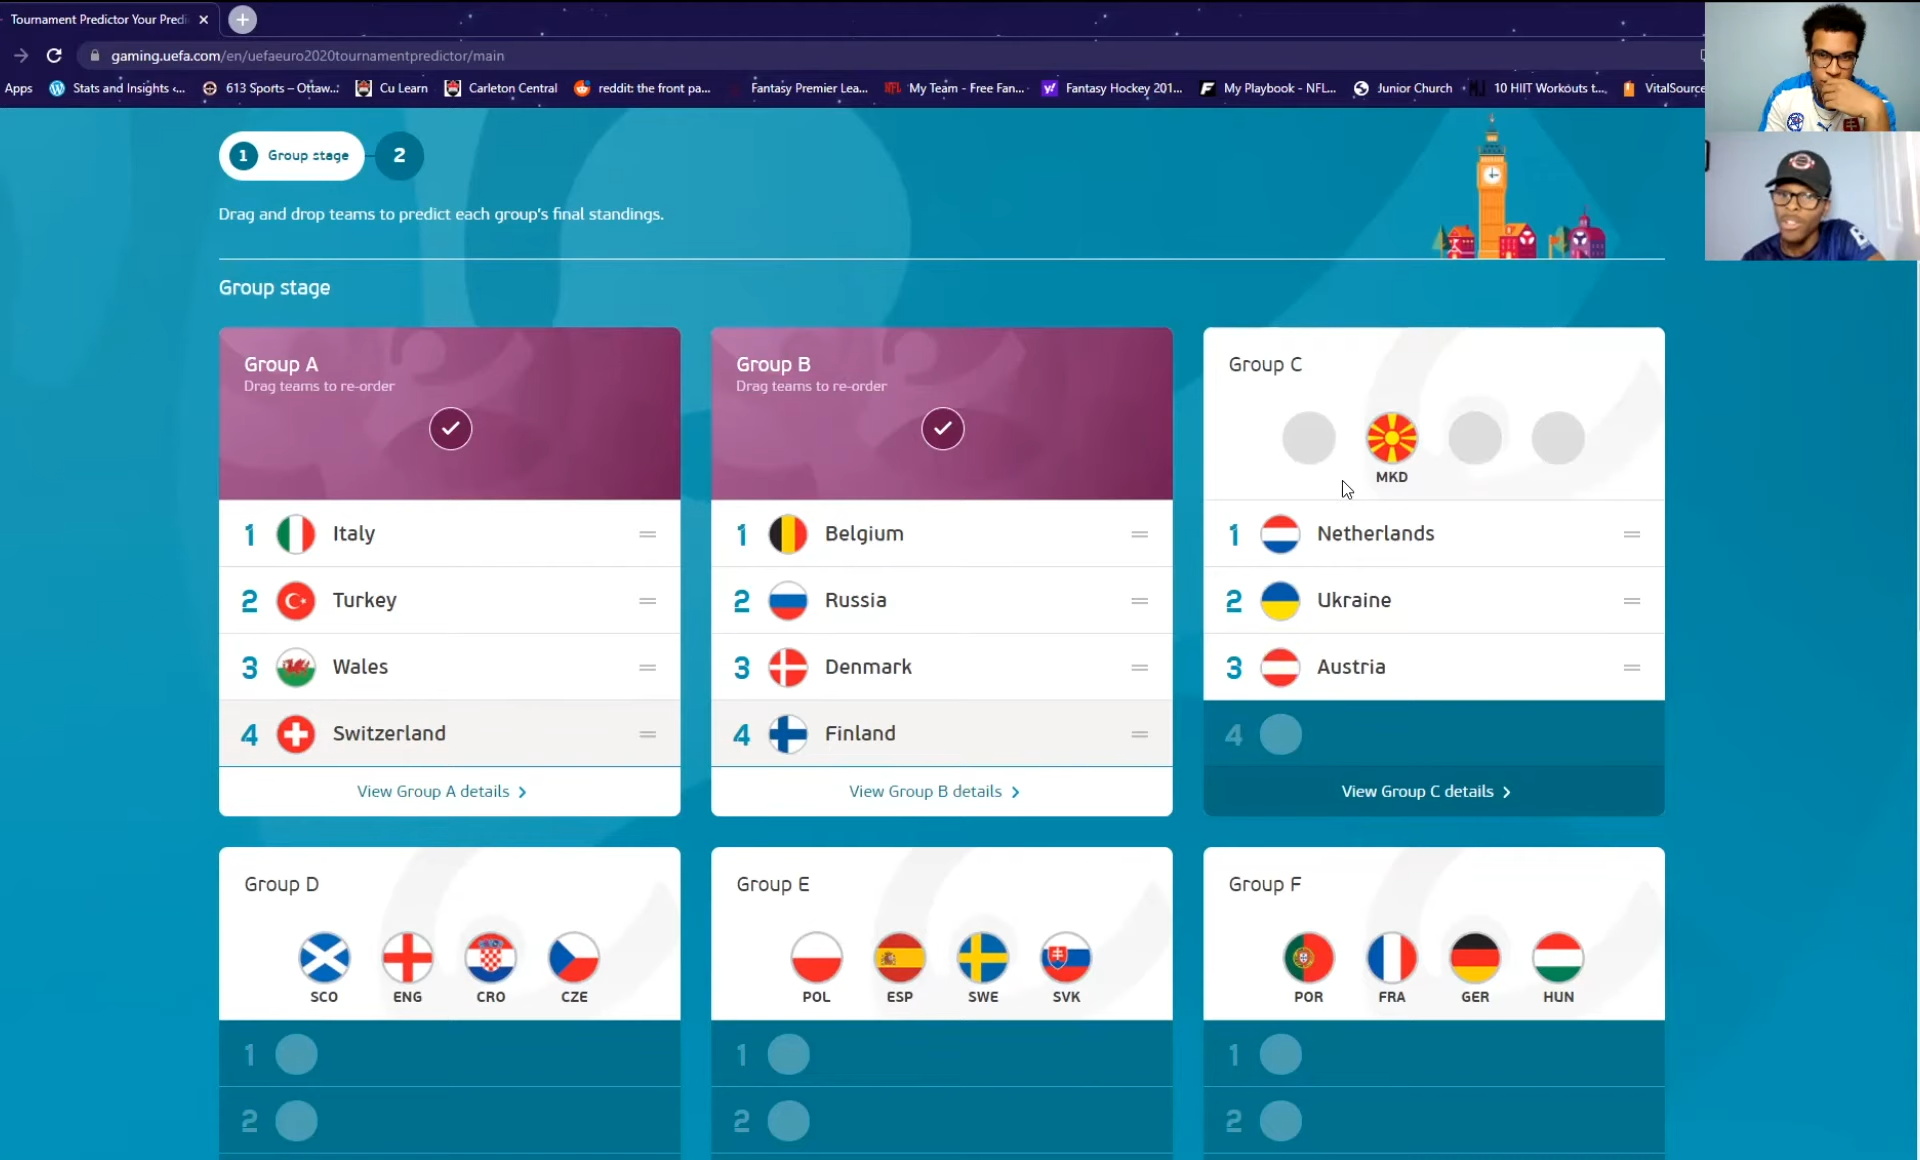 Tournament Predictor Your Predi
gaming.uefa.com/en/uefaeuro2020tournamentpredictor/main
Apps Stats and Insights ‹... 613 Sports – Ottaw... Cu Learn Carleton Central reddit: the front pa... Fantasy Premier Lea... My Team - Free Fan... Fantasy Hockey 201... My Playbook - NFL... Junior Church 10 HIIT Workouts t... VitalSource
1 Group stage 2
Drag and drop teams to predict each group's final standings.
Group stage
Group A
Drag teams to re-order
1 Italy
2 Turkey
3 Wales
4 Switzerland
View Group A details >
Group B
Drag teams to re-order
1 Belgium
2 Russia
3 Denmark
4 Finland
View Group B details >
Group C
MKD
1 Netherlands
2 Ukraine
3 Austria
4
View Group C details >
Group D
SCO ENG CRO CZE
1
2
Group E
POL ESP SWE SVK
1
2
Group F
POR FRA GER HUN
1
2